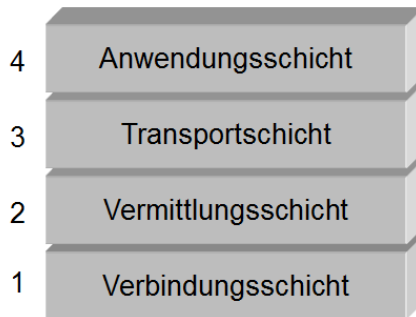 4 Anwendungsschicht
3 Transportschicht
2 Vermittlungsschicht
1 Verbindungsschicht